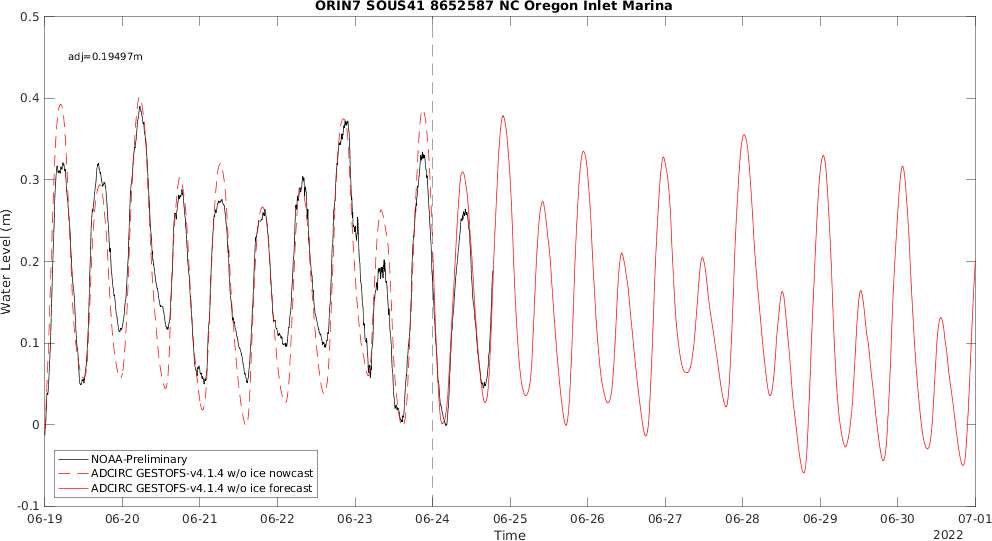 ORIN7 SOUS41 8652587 NC Oregon Inlet Marina
adj=0.19497m
Water Level (m)
0.5
0.4
0.3
0.2
0.1
0
-0.1
NOAA-Preliminary
ADCIRC GESTOFS-v4.1.4 w/o ice nowcast
ADCIRC GESTOFS-v4.1.4 w/o ice forecast
06-19 06-20 06-21 06-22 06-23 06-24 06-25 06-26 06-27 06-28 06-29 06-30 07-01
Time
2022